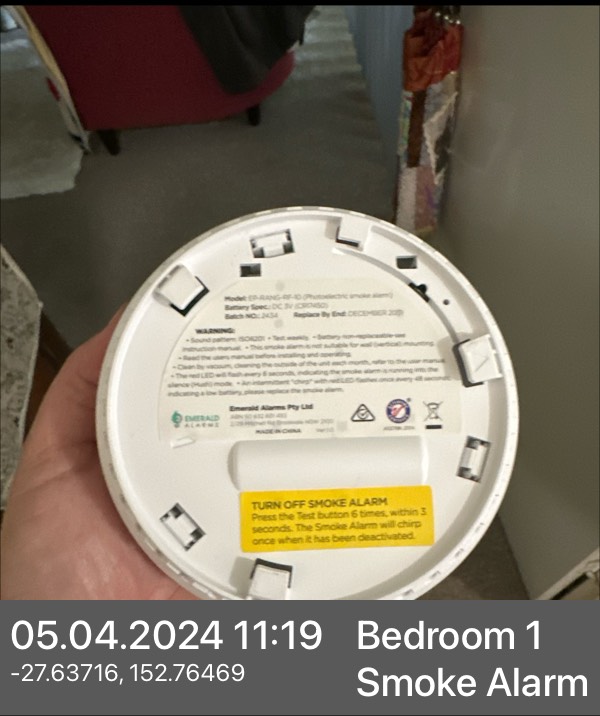 Model: EP-RANG-RF-10 (Photoelectric smoke alarm)
Battery Spec.: DC 3V (CR17450)
Batch NO.: 2434 Replace By End: DECEMBER
WARNING:
• Sound pattern: ISO8201 • Test weekly. • Battery non-replaceable-see
instruction manual. • This smoke alarm is not suitable for wall (vertical) mounting.
• Read the users manual before installing and operating.
• Clean by vacuum, cleaning the outside of the unit each month, refer to the user manual.
• The red LED will flash every 8 seconds, indicating the smoke alarm is running into the
silence (Hush) mode. • An intermittent "chirp" with red LED flashes once every 48 seconds
indicating a low battery, please replace the smoke alarm.
EMERALD
ALARMS
Emerald Alarms Pty Ltd
MADE IN CHINA
TURN OFF SMOKE ALARM
Press the Test button 6 times, within 3
seconds. The Smoke Alarm will chirp
once when it has been deactivated.
05.04.2024 11:19
-27.63716, 152.76469
Bedroom 1
Smoke Alarm